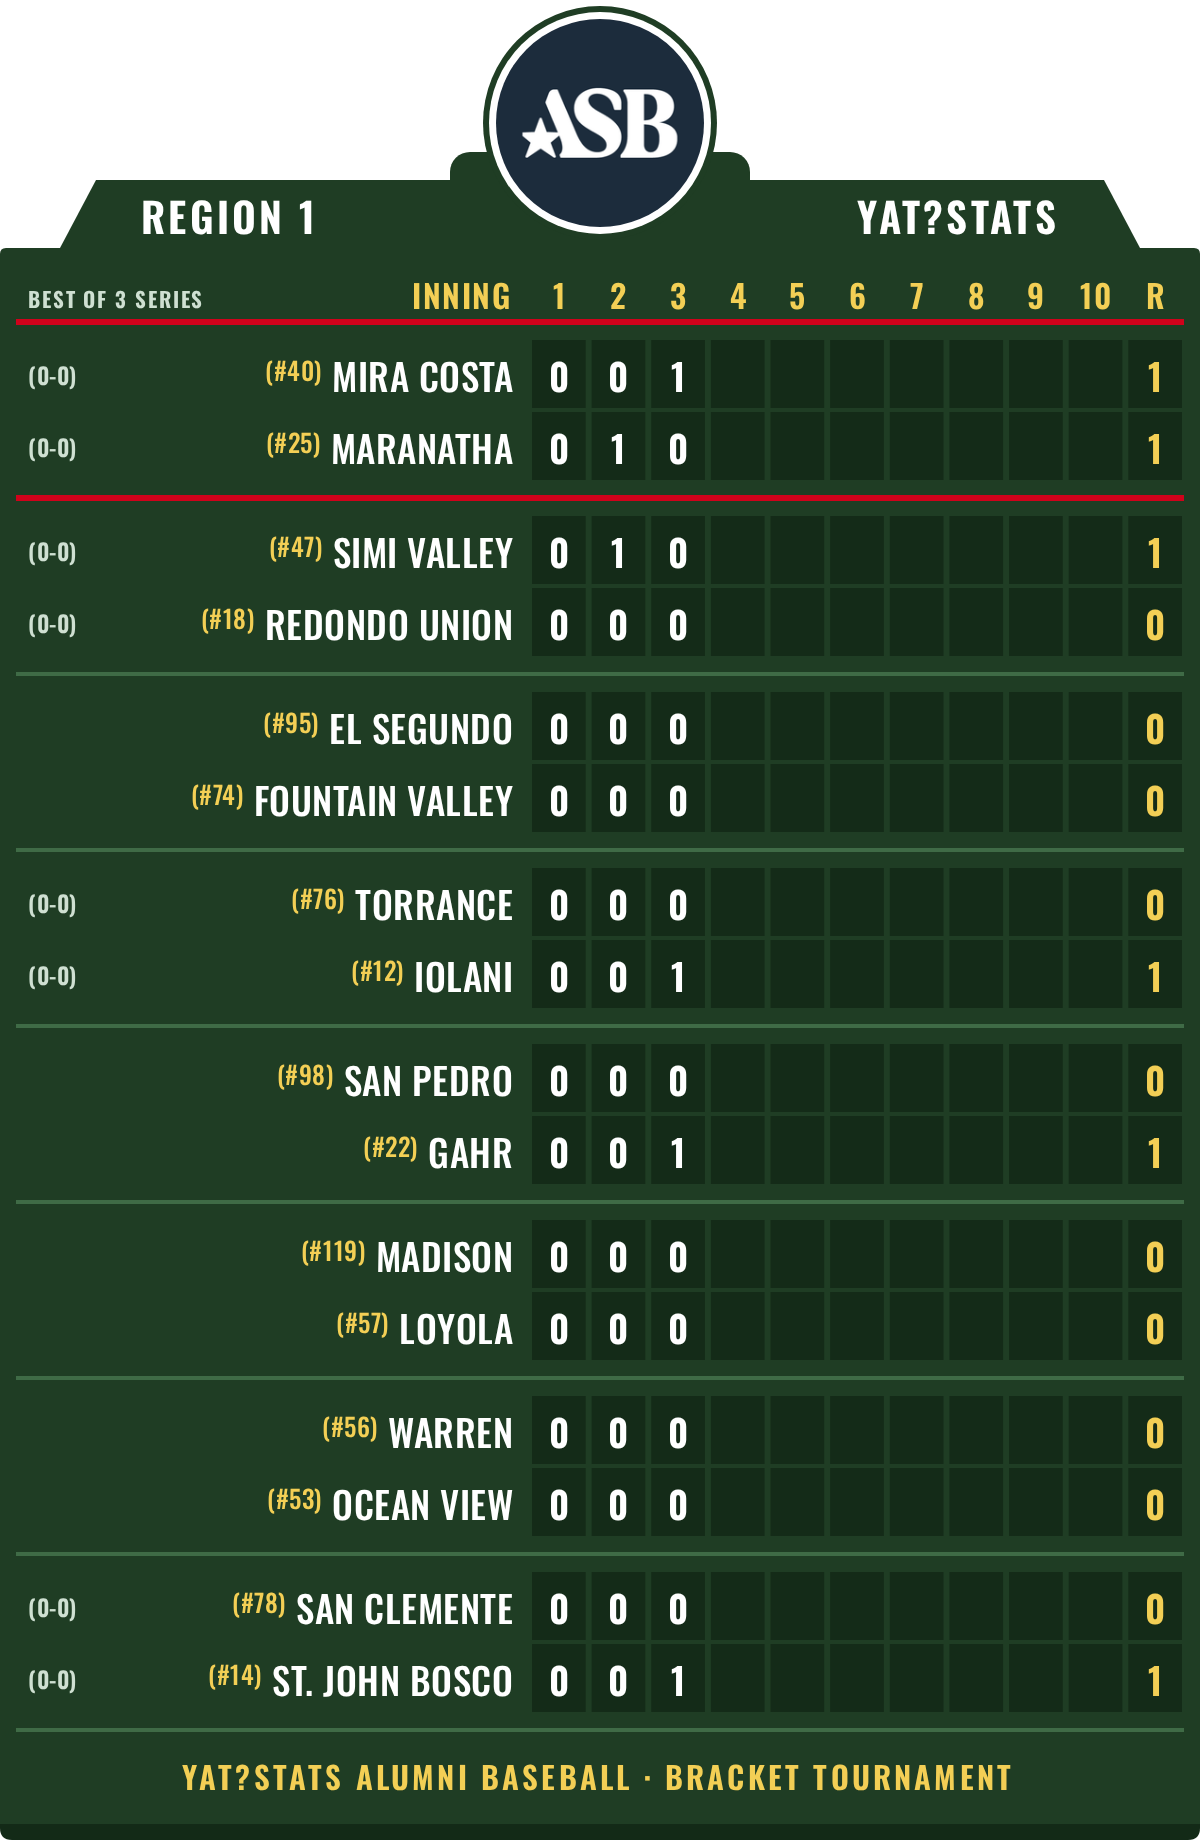 ASB
REGION 1 YAT?STATS
BEST OF 3 SERIES INNING 1 2 3 4 5 6 7 8 9 10 R
(0-0) (#40) MIRA COSTA 0 0 1 1
(0-0) (#25) MARANATHA 0 1 0 1
(0-0) (#47) SIMI VALLEY 0 1 0 1
(0-0) (#18) REDONDO UNION 0 0 0 0
(#95) EL SEGUNDO 0 0 0 0
(#74) FOUNTAIN VALLEY 0 0 0 0
(0-0) (#76) TORRANCE 0 0 0 0
(0-0) (#12) IOLANI 0 0 1 1
(#98) SAN PEDRO 0 0 0 0
(#22) GAHR 0 0 1 1
(#119) MADISON 0 0 0 0
(#57) LOYOLA 0 0 0 0
(#56) WARREN 0 0 0 0
(#53) OCEAN VIEW 0 0 0 0
(0-0) (#78) SAN CLEMENTE 0 0 0 0
(0-0) (#14) ST. JOHN BOSCO 0 0 1 1
YAT?STATS ALUMNI BASEBALL · BRACKET TOURNAMENT